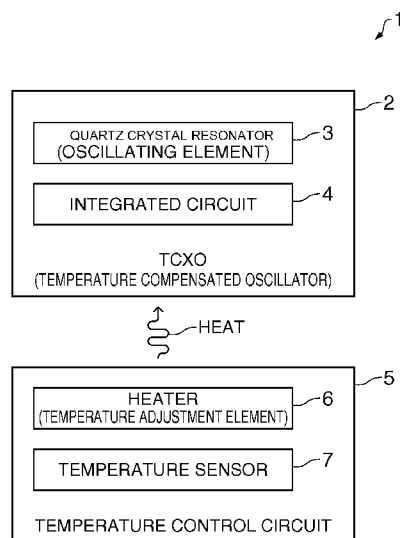 1
2
QUARTZ CRYSTAL RESONATOR
(OSCILLATING ELEMENT)
3
INTEGRATED CIRCUIT
4
TCXO
(TEMPERATURE COMPENSATED OSCILLATOR)
HEAT
5
HEATER
(TEMPERATURE ADJUSTMENT ELEMENT)
6
TEMPERATURE SENSOR
7
TEMPERATURE CONTROL CIRCUIT